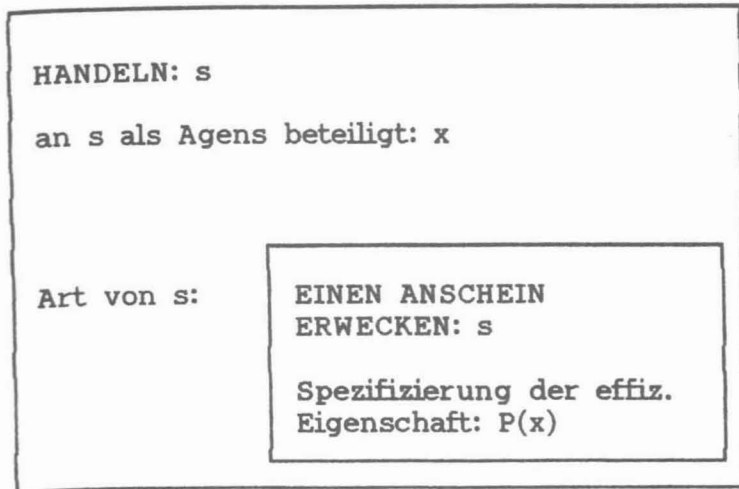 HANDELN: s
an s als Agens beteiligt: x
Art von s:
EINEN ANSCHEIN
ERWECKEN: s
Spezifizierung der effiz.
Eigenschaft: P(x)